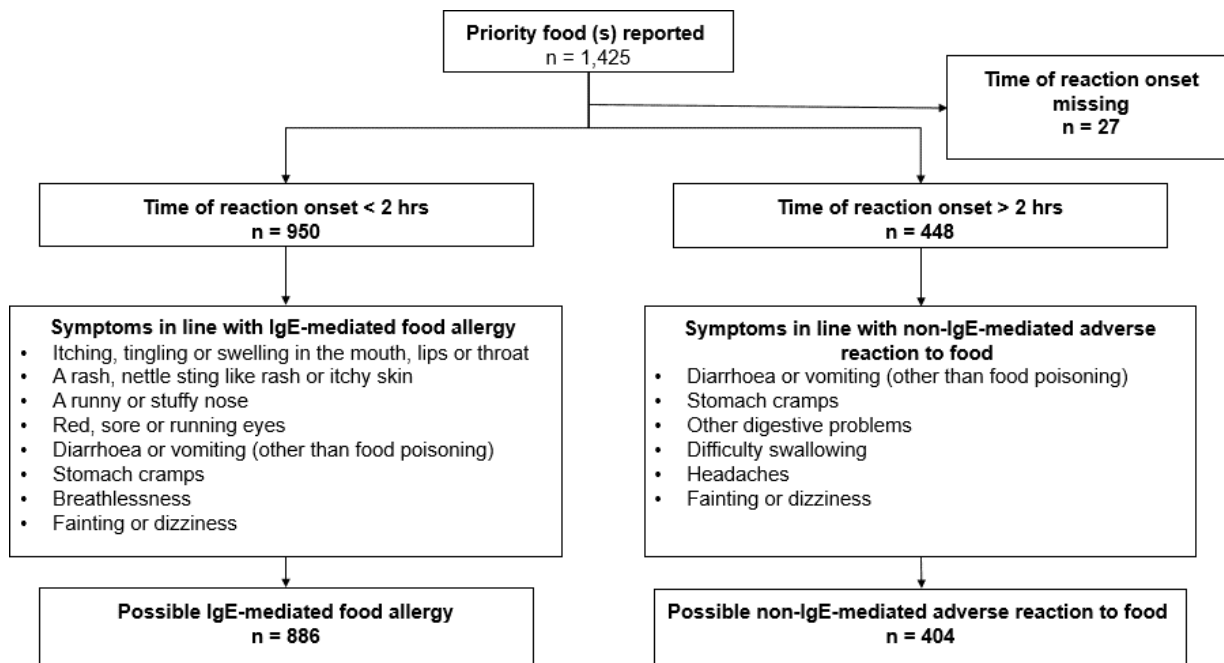 Priority food (s) reported
n = 1,425
Time of reaction onset
missing
n = 27
Time of reaction onset < 2 hrs
n = 950
Time of reaction onset > 2 hrs
n = 448
Symptoms in line with IgE-mediated food allergy
• Itching, tingling or swelling in the mouth, lips or throat
• A rash, nettle sting like rash or itchy skin
• A runny or stuffy nose
• Red, sore or running eyes
• Diarrhoea or vomiting (other than food poisoning)
• Stomach cramps
• Breathlessness
• Fainting or dizziness
Symptoms in line with non-IgE-mediated adverse
reaction to food
• Diarrhoea or vomiting (other than food poisoning)
• Stomach cramps
• Other digestive problems
• Difficulty swallowing
• Headaches
• Fainting or dizziness
Possible IgE-mediated food allergy
n = 886
Possible non-IgE-mediated adverse reaction to food
n = 404